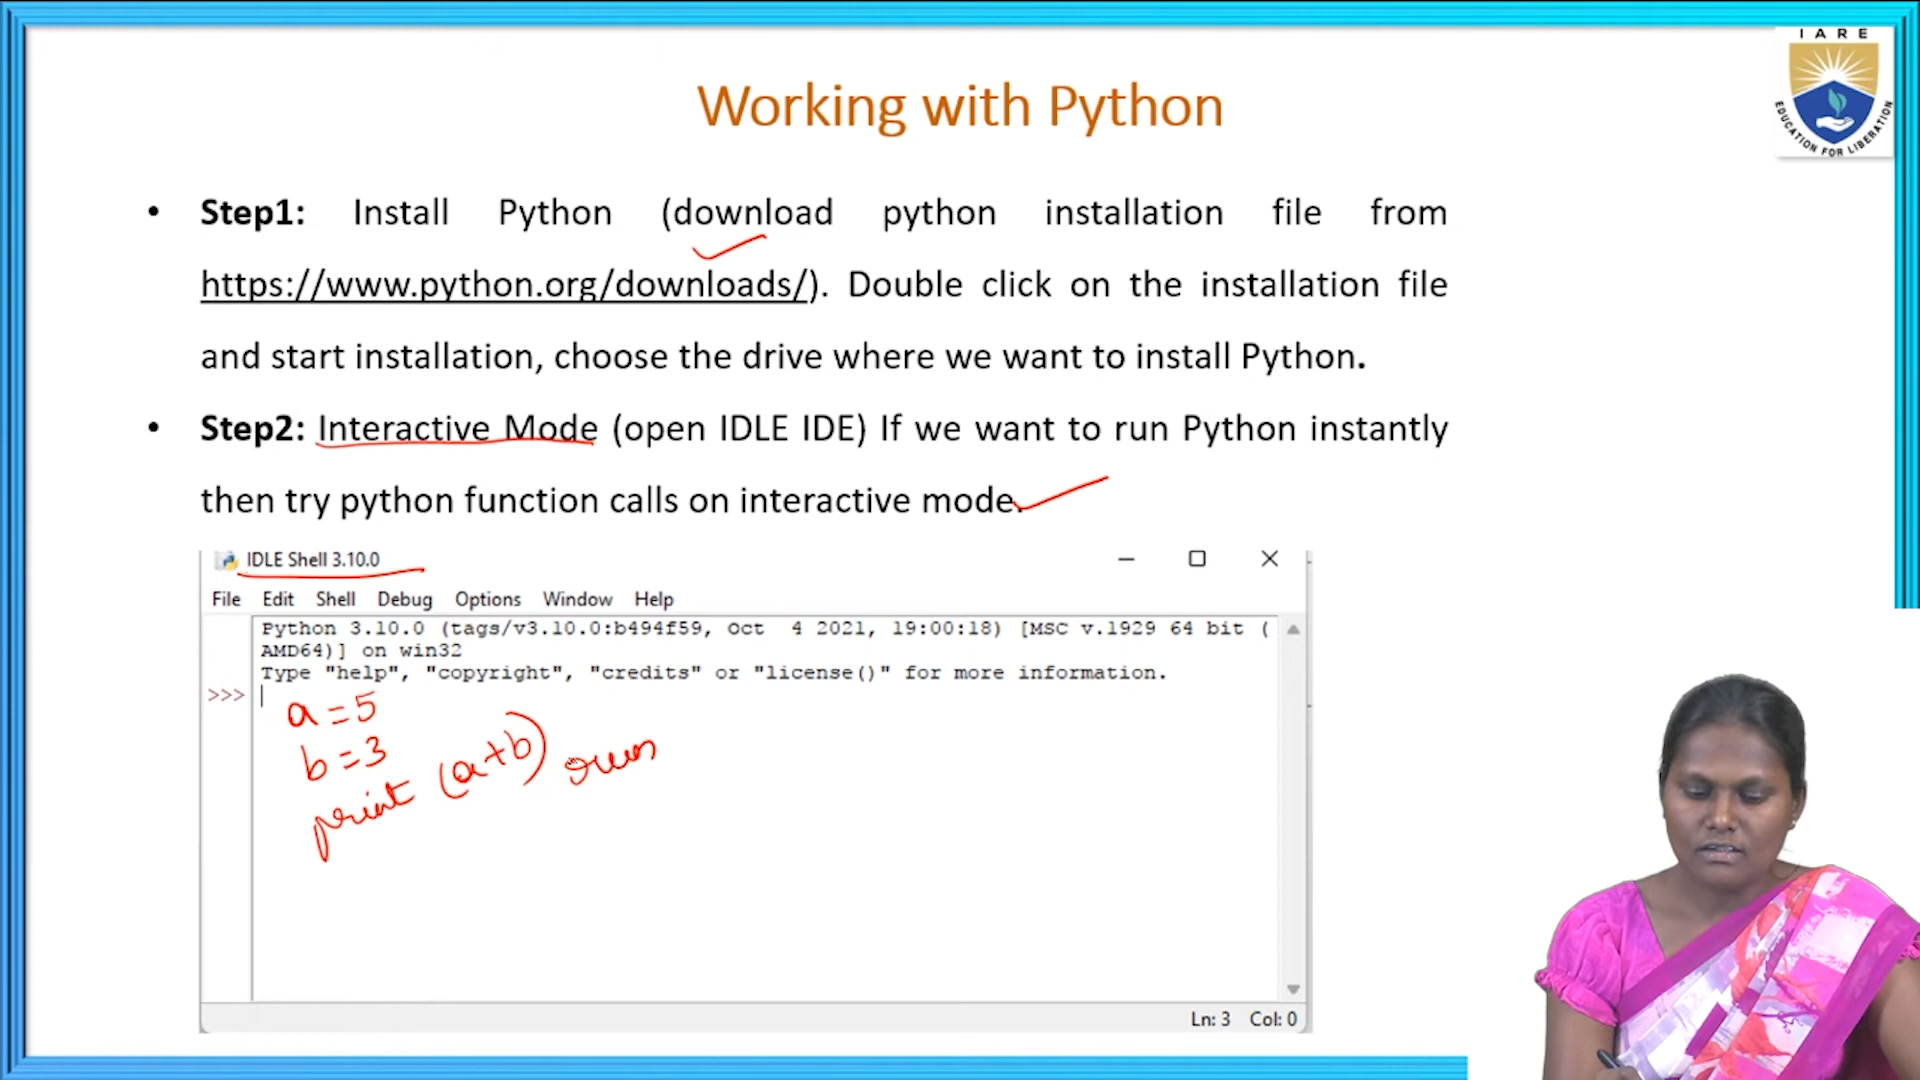 IARE
EDUCATION FOR LIBERATION
Working with Python
• Step1: Install Python (download python installation file from
https://www.python.org/downloads/). Double click on the installation file
and start installation, choose the drive where we want to install Python.
• Step2: Interactive Mode (open IDLE IDE) If we want to run Python instantly
then try python function calls on interactive mode.
IDLE Shell 3.10.0
File Edit Shell Debug Options Window Help
Python 3.10.0 (tags/v3.10.0:b494f59, Oct  4 2021, 19:00:18) [MSC v.1929 64 bit (
AMD64)] on win32
Type "help", "copyright", "credits" or "license()" for more information.
>>>
a=5
b=3
print (a+b) run
Ln: 3 Col: 0